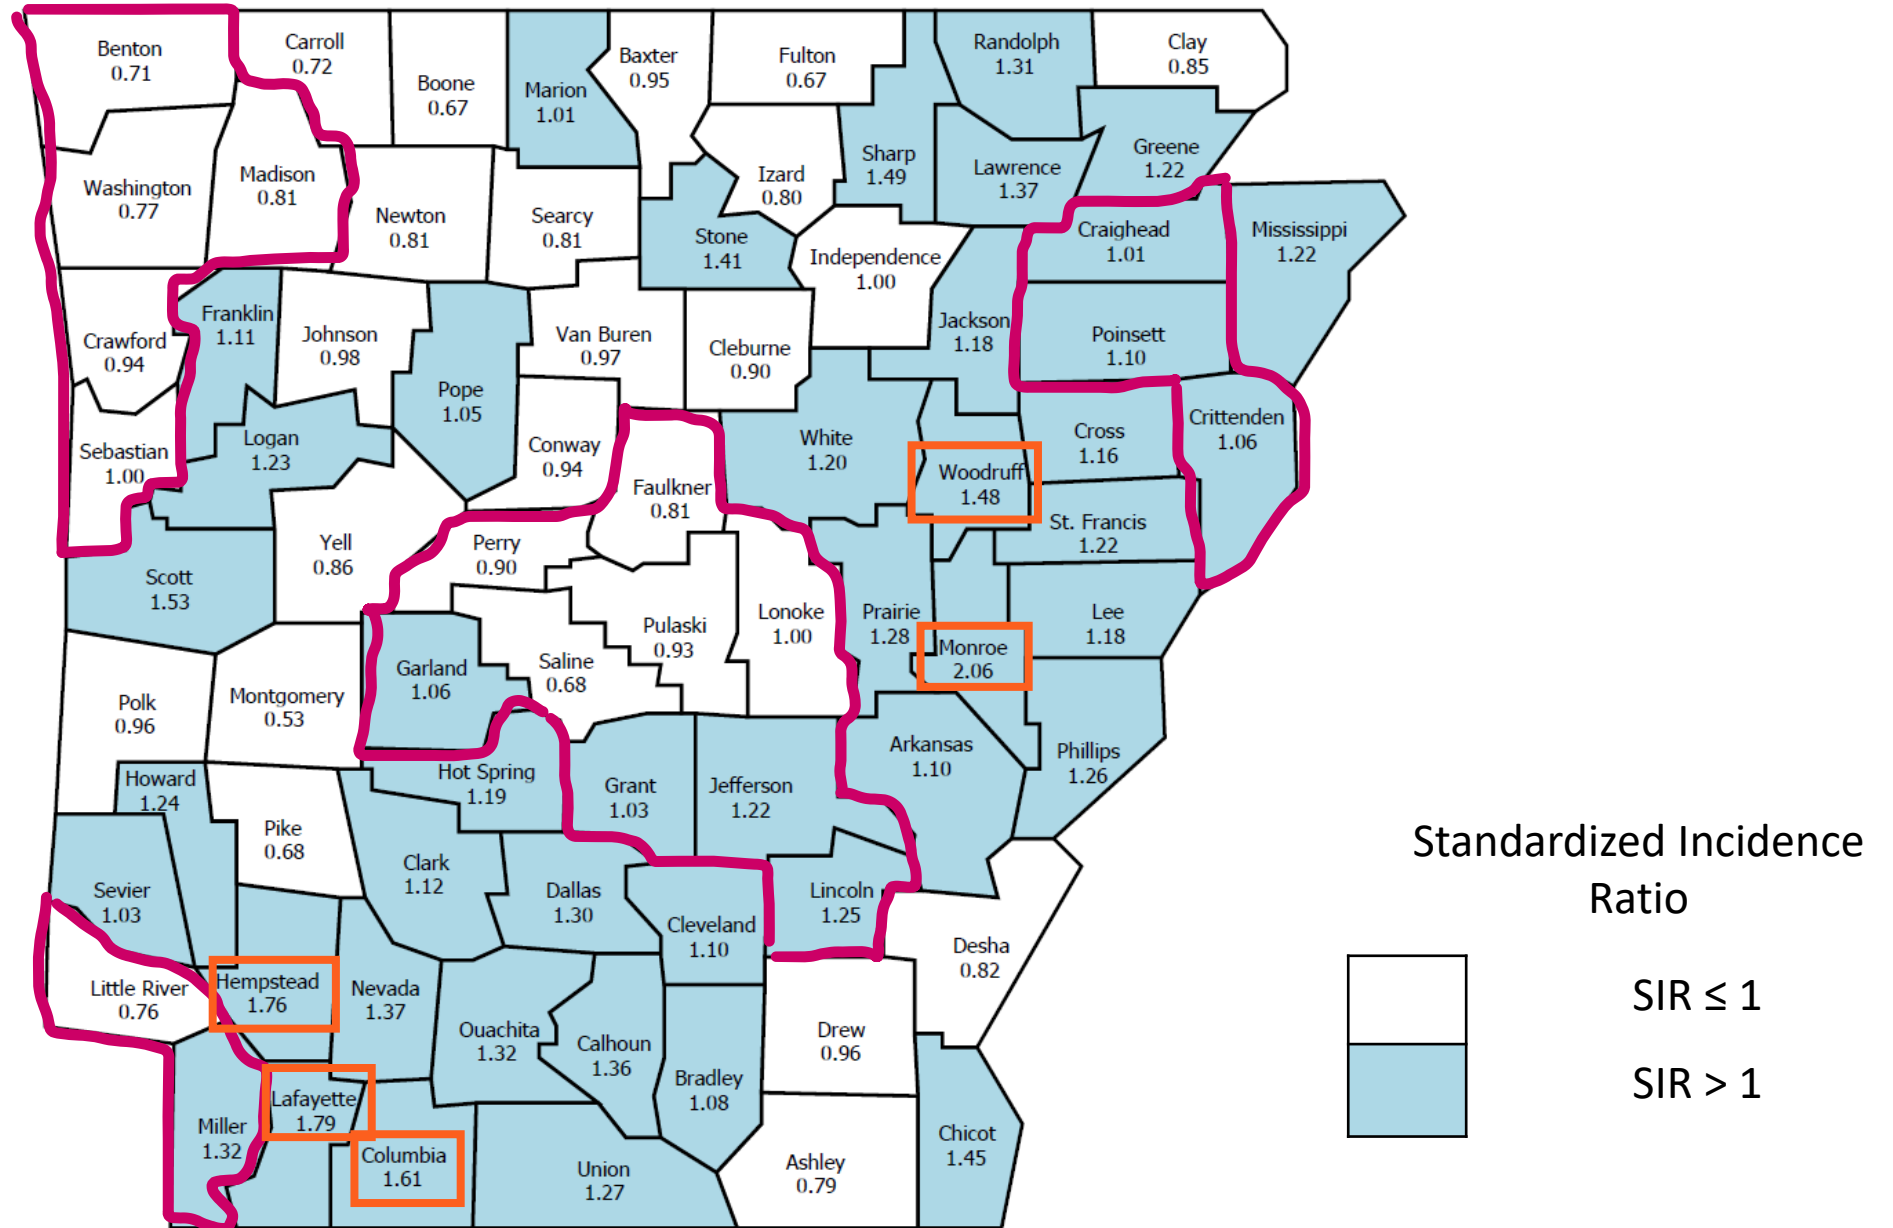 Benton
0.71
Carroll
0.72
Boone
0.67
Marion
1.01
Baxter
0.95
Fulton
0.67
Randolph
1.31
Clay
0.85
Washington
0.77
Madison
0.81
Newton
0.81
Searcy
0.81
Stone
1.41
Izard
0.80
Sharp
1.49
Lawrence
1.37
Greene
1.22
Independence
1.00
Craighead
1.01
Mississippi
1.22
Crawford
0.94
Franklin
1.11
Johnson
0.98
Pope
1.05
Van Buren
0.97
Cleburne
0.90
Jackson
1.18
Poinsett
1.10
Sebastian
1.00
Logan
1.23
Conway
0.94
Faulkner
0.81
White
1.20
Woodruff
1.48
Cross
1.16
Crittenden
1.06
St. Francis
1.22
Scott
1.53
Yell
0.86
Perry
0.90
Pulaski
0.93
Lonoke
1.00
Prairie
1.28
Monroe
2.06
Lee
1.18
Polk
0.96
Montgomery
0.53
Garland
1.06
Saline
0.68
Hot Spring
1.19
Grant
1.03
Jefferson
1.22
Arkansas
1.10
Phillips
1.26
Howard
1.24
Pike
0.68
Clark
1.12
Dallas
1.30
Cleveland
1.10
Lincoln
1.25
Desha
0.82
Sevier
1.03
Little River
0.76
Hempstead
1.76
Nevada
1.37
Ouachita
1.32
Calhoun
1.36
Bradley
1.08
Drew
0.96
Miller
1.32
Lafayette
1.79
Columbia
1.61
Union
1.27
Ashley
0.79
Chicot
1.45
Standardized Incidence
Ratio
SIR ≤ 1
SIR > 1